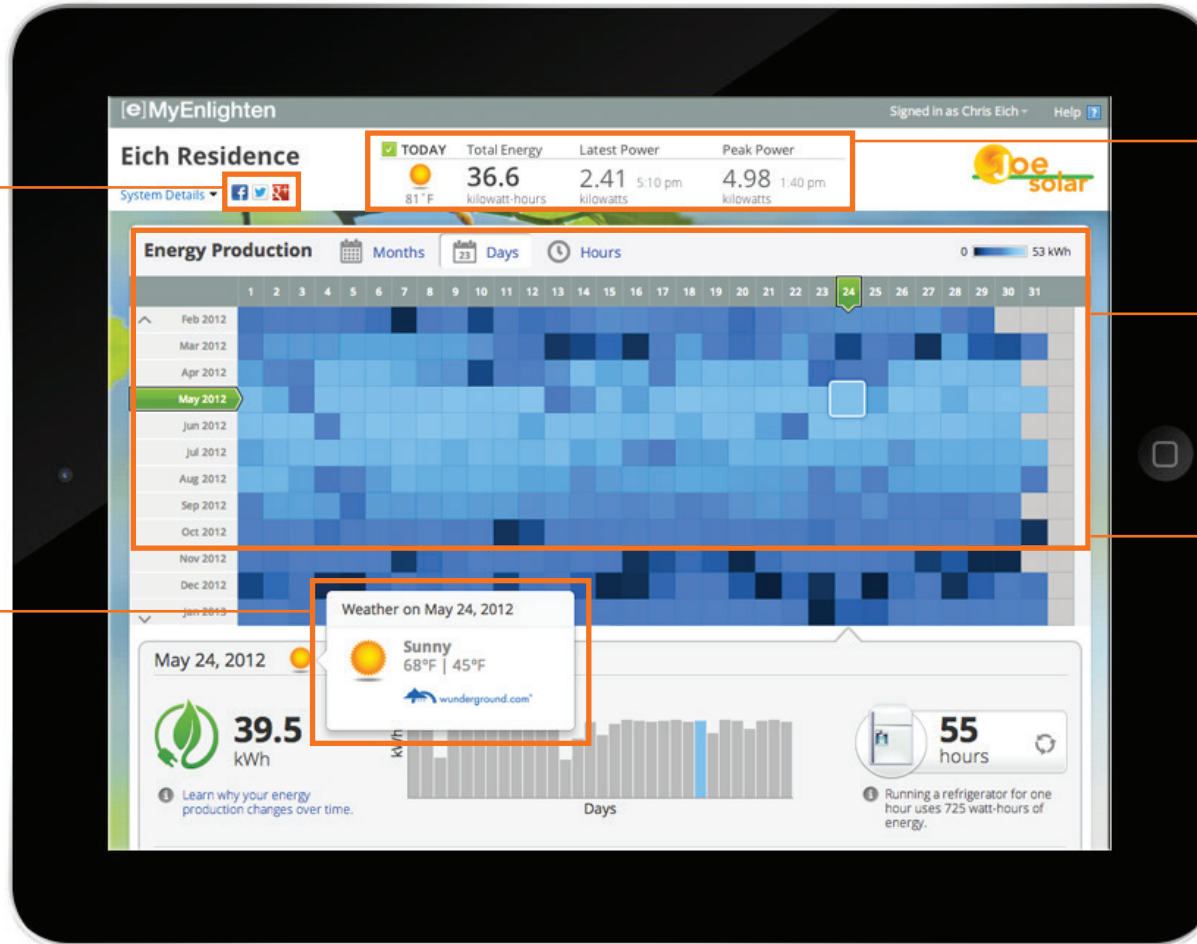 [e] MyEnlighten
Signed in as Chris Eich
Help ?
Eich Residence
System Details
TODAY Total Energy Latest Power Peak Power
36.6 2.41 5:10 pm 4.98 1:40 pm
81°F kilowatt-hours kilowatts kilowatts
Joe
solar
Energy Production Months 23 Days Hours 0 53 kWh
1 2 3 4 5 6 7 8 9 10 11 12 13 14 15 16 17 18 19 20 21 22 23 24 25 26 27 28 29 30 31
Feb 2012
Mar 2012
Apr 2012
May 2012
Jun 2012
Jul 2012
Aug 2012
Sep 2012
Oct 2012
Nov 2012
Dec 2012
Jan 2013
Weather on May 24, 2012
Sunny
68°F | 45°F
wunderground.com
May 24, 2012
39.5
kWh
Learn why your energy
production changes over time.
kWh
Days
55
hours
Running a refrigerator for one
hour uses 725 watt-hours of
energy.